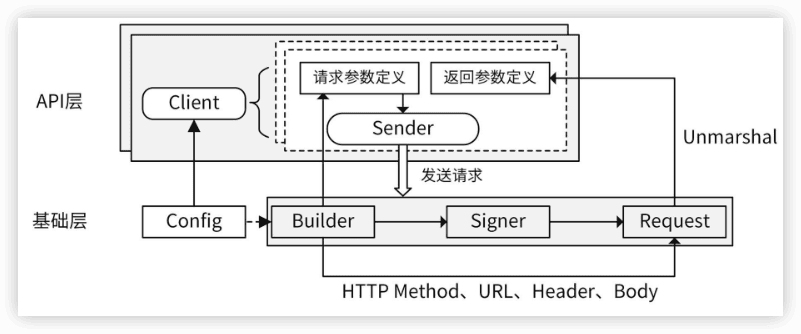 请求参数定义
返回参数定义
API层
Client
Sender
Unmarshal
发送请求
基础层
Config
Builder
Signer
Request
HTTP Method、URL、Header、Body